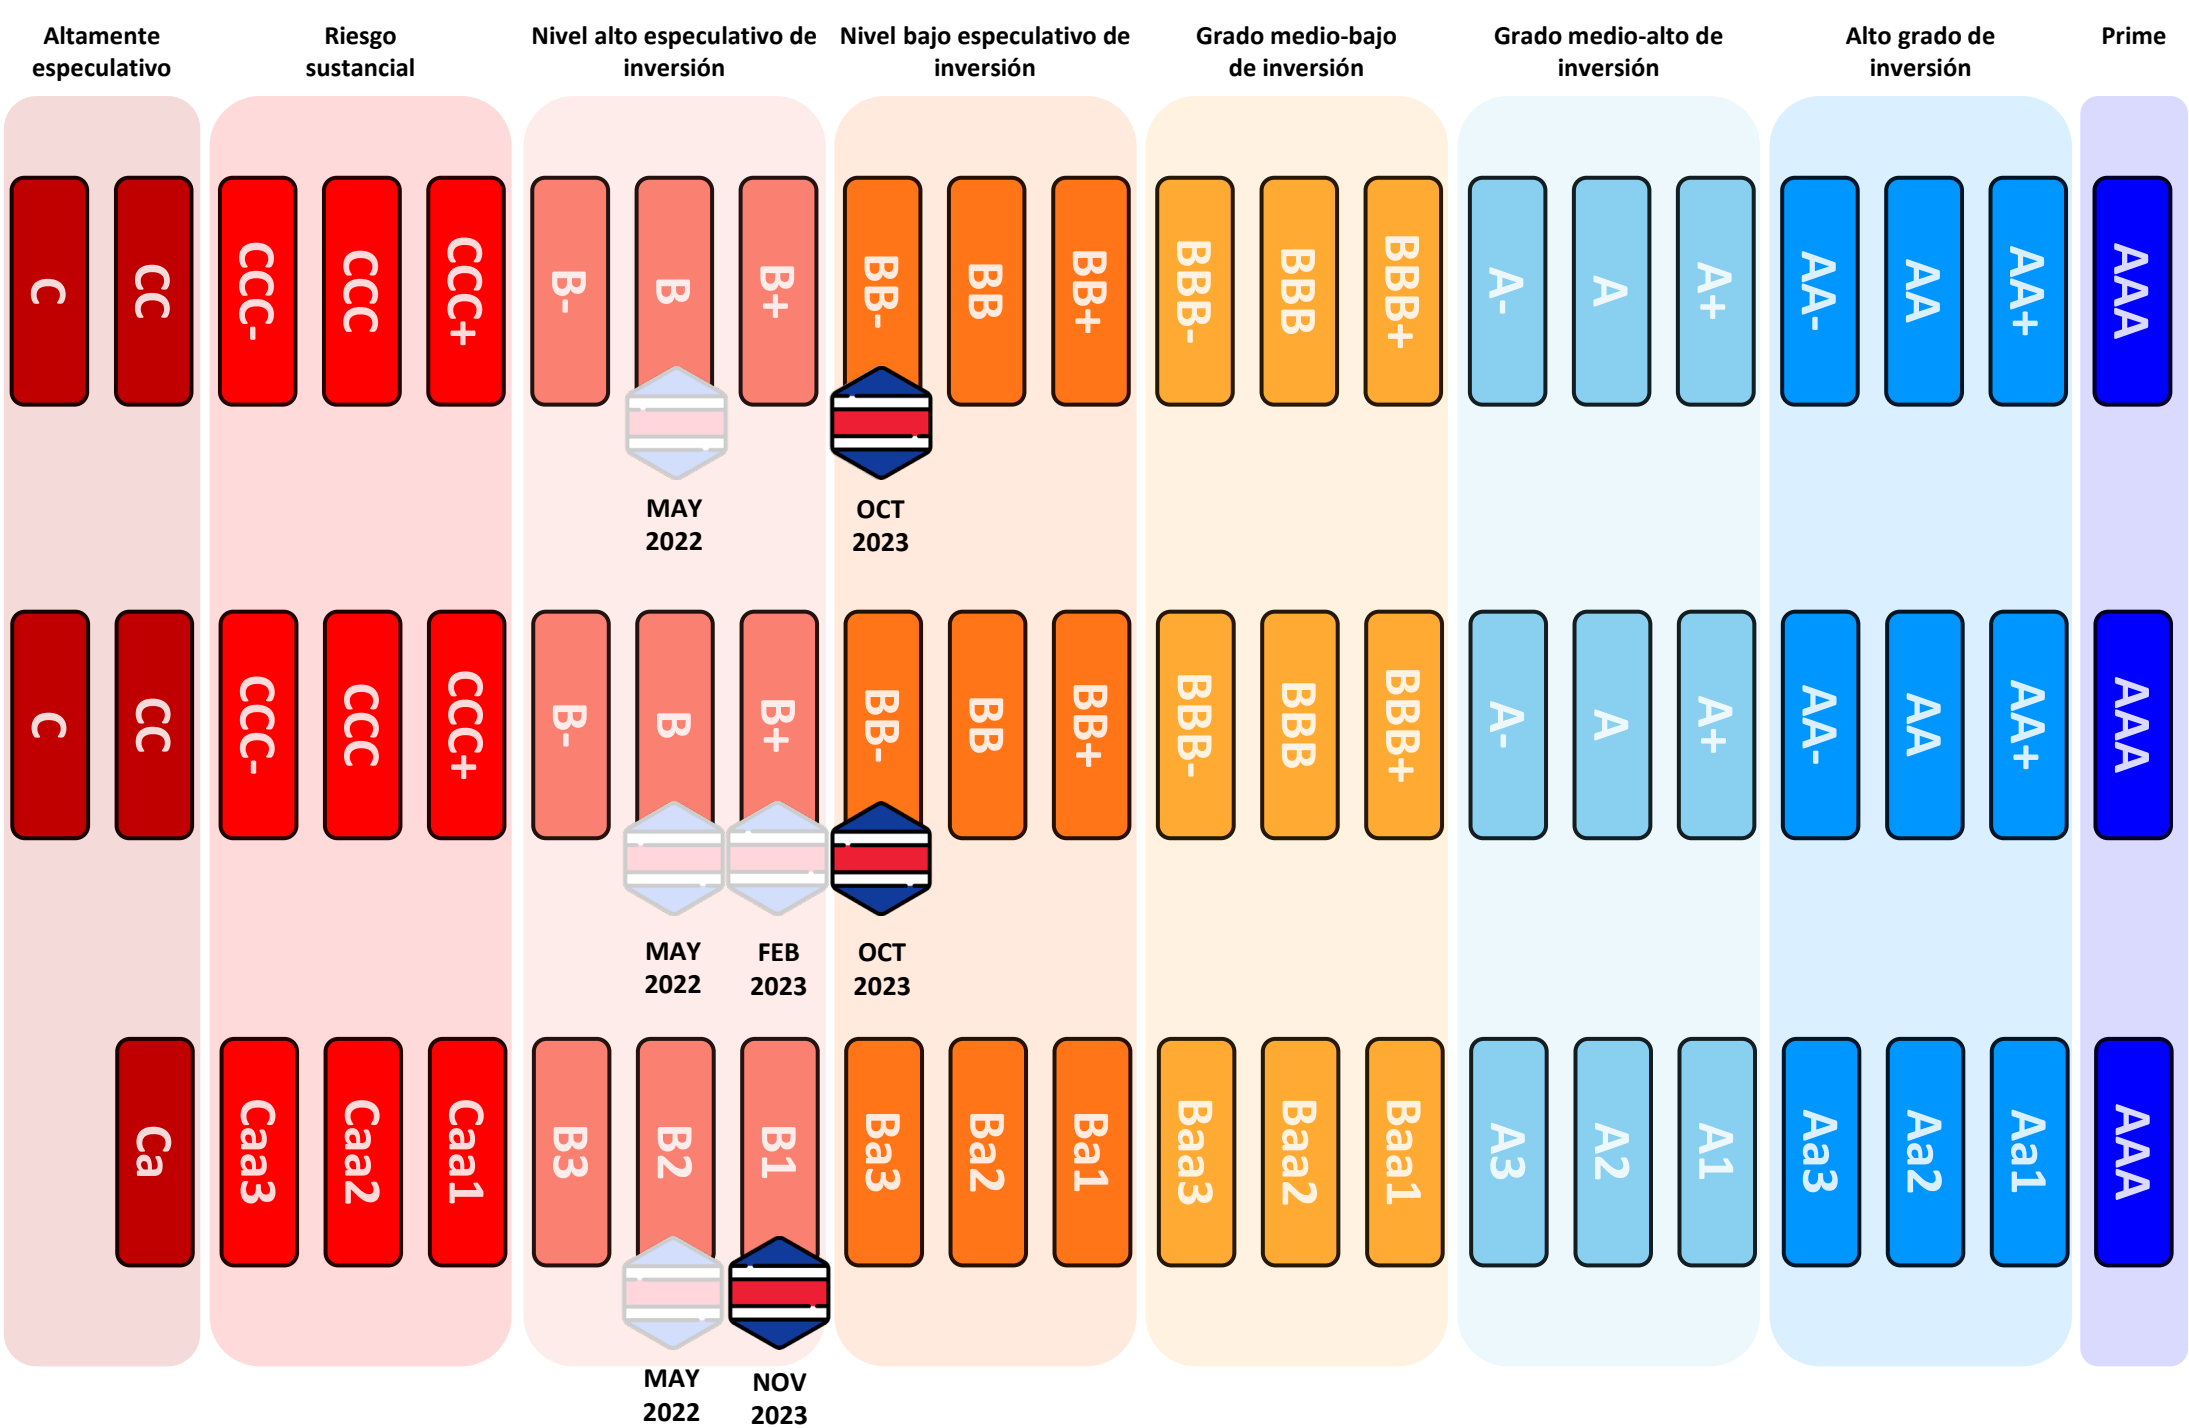 Altamente
especulativo
Riesgo
sustancial
Nivel alto especulativo de
inversión
Nivel bajo especulativo de
inversión
Grado medio-bajo
de inversión
Grado medio-alto de
inversión
Alto grado de
inversión
Prime
C
CC
CCC-
CCC
CCC+
B-
B
B+
BB-
BB
BB+
BBB-
BBB
BBB+
A-
A
A+
AA-
AA
AA+
AAA
MAY
2022
OCT
2023
C
CC
CCC-
CCC
CCC+
B-
B
B+
BB-
BB
BB+
BBB-
BBB
BBB+
A-
A
A+
AA-
AA
AA+
AAA
MAY
2022
FEB
2023
OCT
2023
Ca
Caa3
Caa2
Caa1
B3
B2
B1
Ba3
Ba2
Ba1
Baa3
Baa2
Baa1
A3
A2
A1
Aa3
Aa2
Aa1
AAA
MAY
2022
NOV
2023